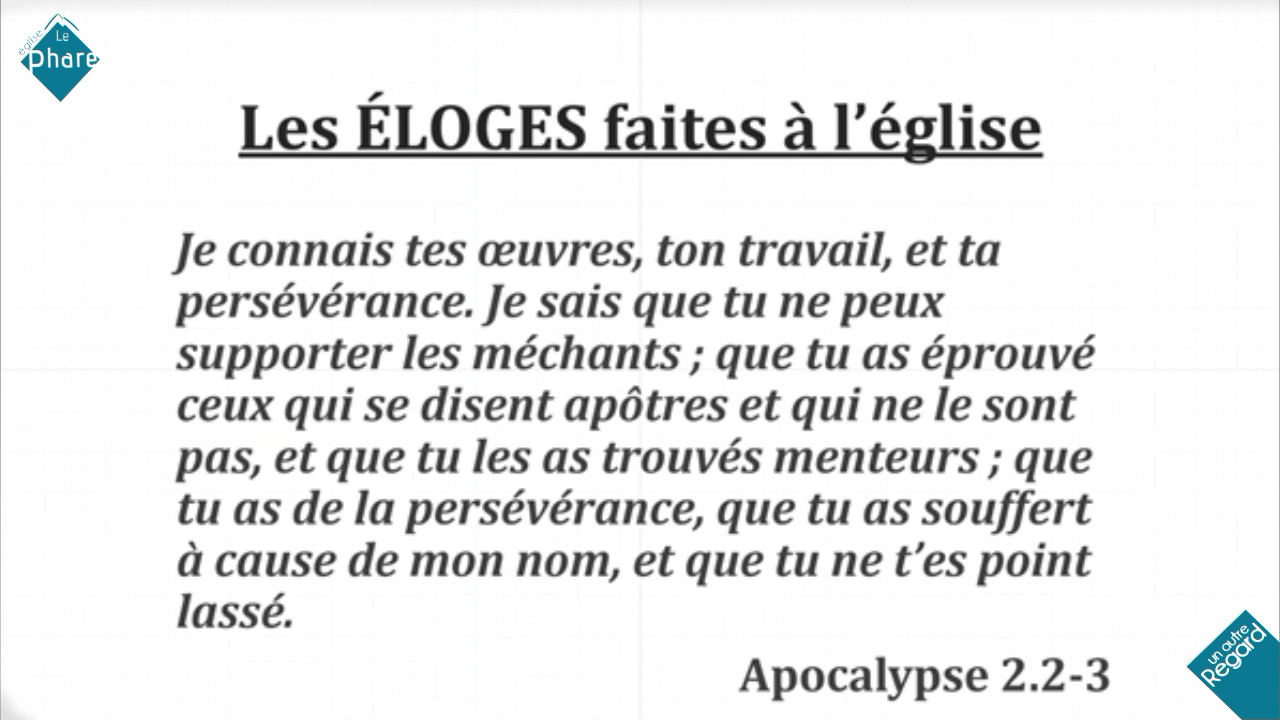 église
Le
Phare
Les ÉLOGES faites à l’église
Je connais tes œuvres, ton travail, et ta
persévérance. Je sais que tu ne peux
supporter les méchants ; que tu as éprouvé
ceux qui se disent apôtres et qui ne le sont
pas, et que tu les as trouvés menteurs ; que
tu as de la persévérance, que tu as souffert
à cause de mon nom, et que tu ne t’es point
lassé.
Apocalypse 2.2-3
un autre
Regard